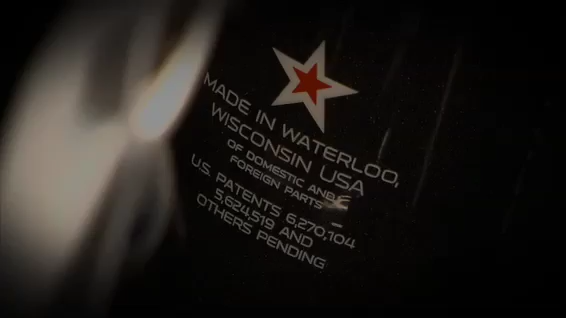 MADE IN WATERLOO,
WISCONSIN USA
OF DOMESTIC AND
FOREIGN PARTS
U.S. PATENTS 6,270,104
5,624,519 AND
OTHERS PENDING